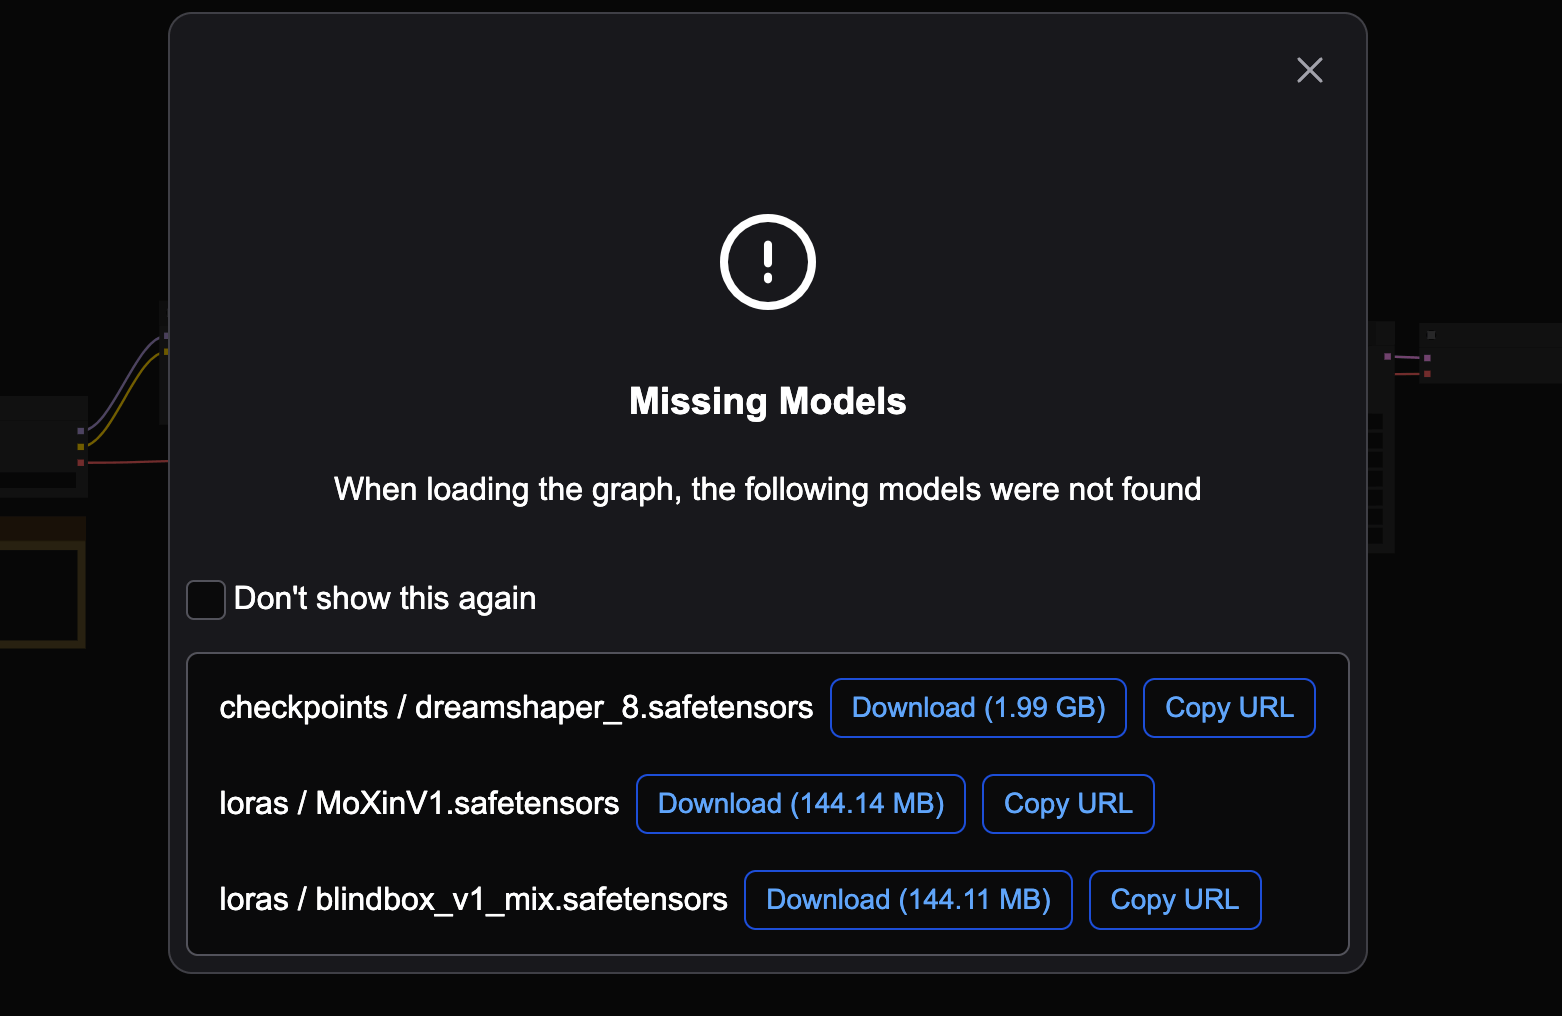 Missing Models
When loading the graph, the following models were not found
Don't show this again
checkpoints / dreamshaper_8.safetensors Download (1.99 GB) Copy URL
loras / MoXinV1.safetensors Download (144.14 MB) Copy URL
loras / blindbox_v1_mix.safetensors Download (144.11 MB) Copy URL